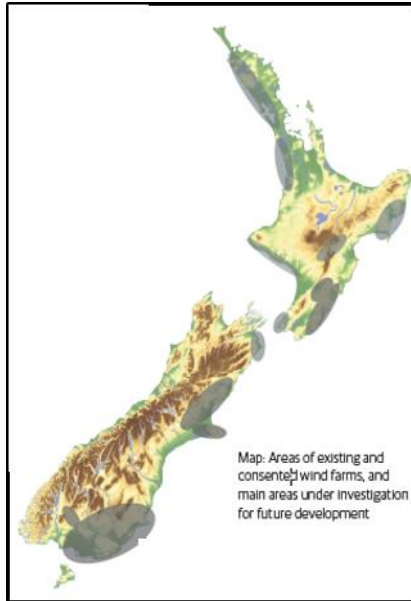 Map: Areas of existing and
consented wind farms, and
main areas under investigation
for future development